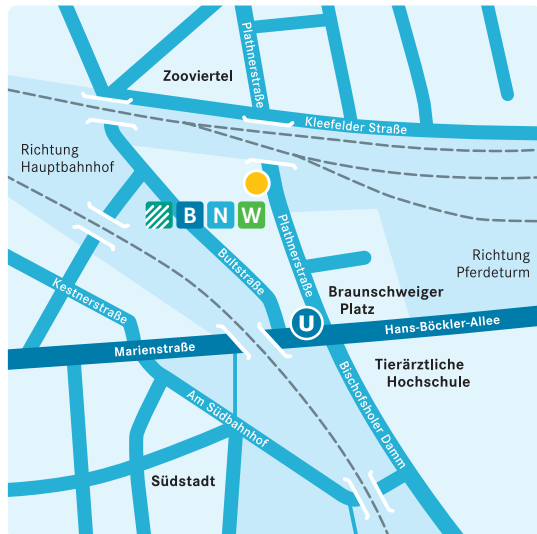 Plathnerstraße
Zooviertel
Kleefelder Straße
Richtung
Hauptbahnhof
B N W
Plathnerstraße
Bultstraße
Richtung
Pferdeturm
Kestnerstraße
Braunschweiger
Platz
U
Hans-Böckler-Allee
Marienstraße
Tierärztliche
Hochschule
Bischofsholer Damm
Am Südbahnhof
Südstadt